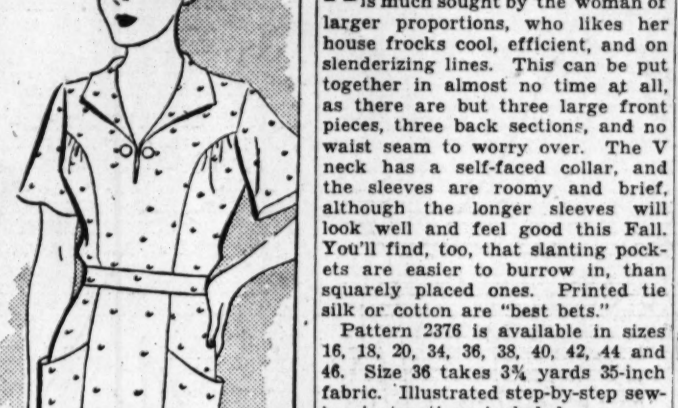 is much sought by the woman of
larger proportions, who likes her
house frocks cool, efficient, and on
slenderizing lines. This can be put
together in almost no time at all,
as there are but three large front
pieces, three back sections, and no
waist seam to worry over. The V
neck has a self-faced collar, and
the sleeves are roomy and brief,
although the longer sleeves will
look well and feel good this Fall.
You'll find, too, that slanting pock-
ets are easier to burrow in, than
squarely placed ones. Printed tie
silk or cotton are "best bets."
Pattern 2376 is available in sizes
16, 18, 20, 34, 36, 38, 40, 42, 44 and
46. Size 36 takes 3¾ yards 35-inch
fabric. Illustrated step-by-step sew-